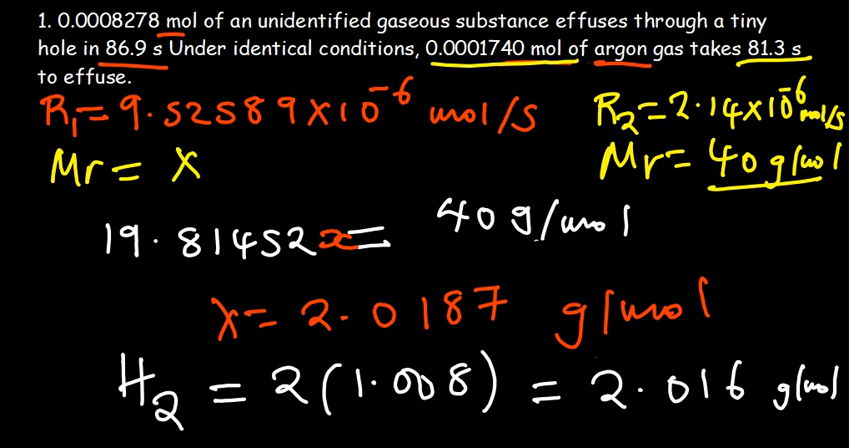 1. 0.0008278 mol of an unidentified gaseous substance effuses through a tiny
hole in 86.9 s Under identical conditions, 0.0001740 mol of argon gas takes 81.3 s
to effuse.
R₁ = 9.52589 × 10⁻⁶ mol/s
R₂ = 2.14 × 10⁻⁶ mol/s
Mr = X
Mr = 40 g/mol
19.81452x = 40 g/mol
X = 2.0187 g/mol
H₂ = 2(1.008) = 2.016 g/mol